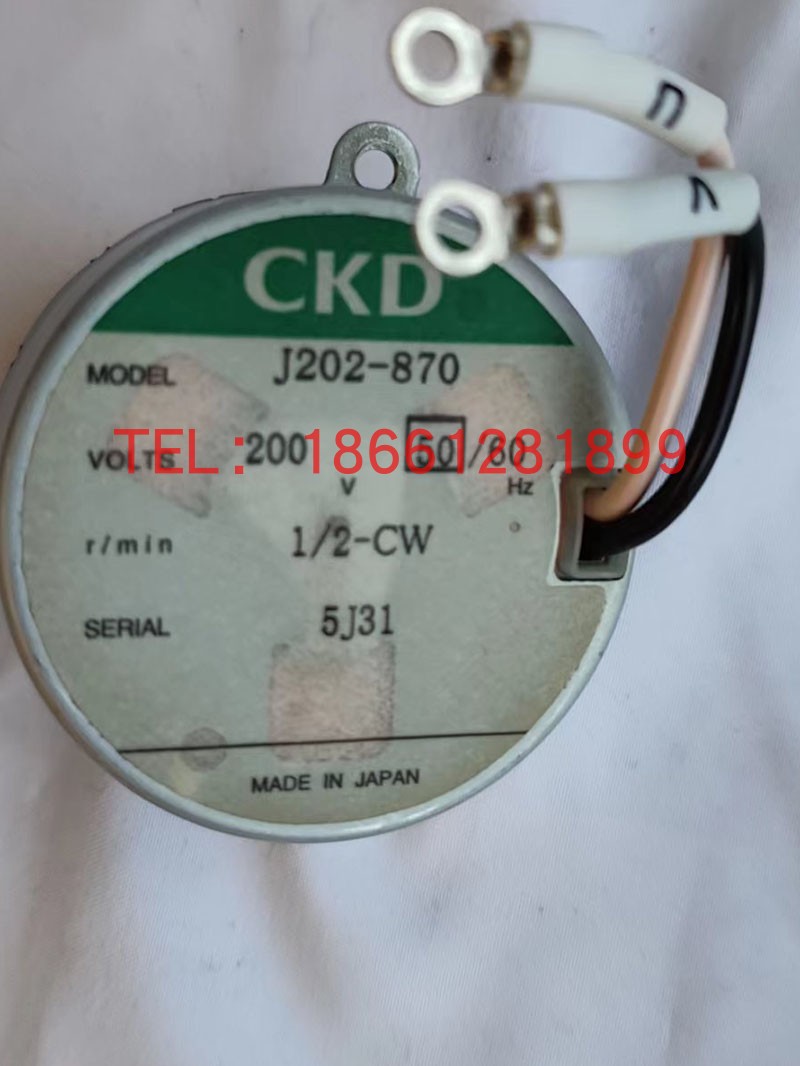 CKD
MODEL J202-870
VOLTS 200 V 50/60 Hz
TEL：18661281899
r/min 1/2-CW
SERIAL 5J31
MADE IN JAPAN